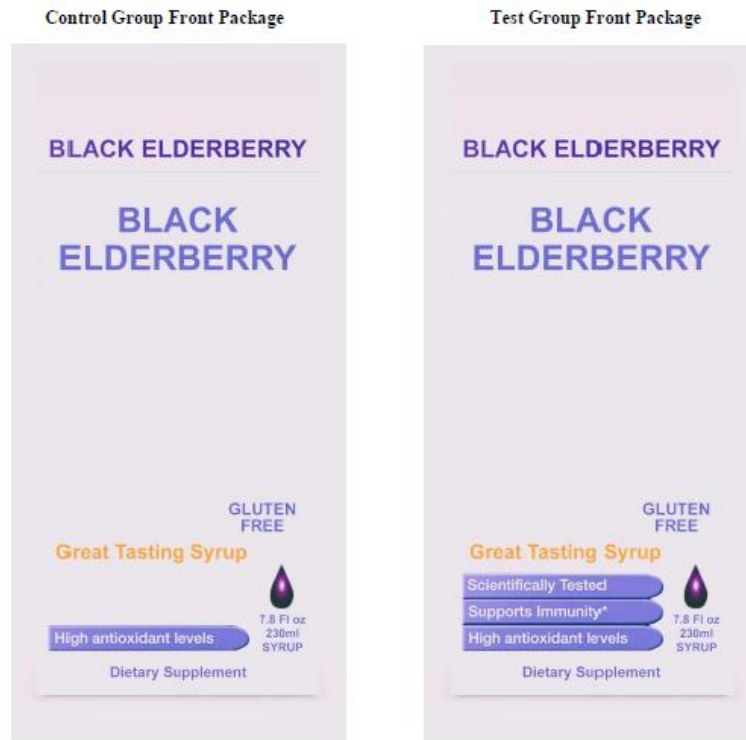 Control Group Front Package
BLACK ELDERBERRY
BLACK
ELDERBERRY
GLUTEN
FREE
Great Tasting Syrup
High antioxidant levels
7.8 Fl oz
230ml
SYRUP
Dietary Supplement
Test Group Front Package
BLACK ELDERBERRY
BLACK
ELDERBERRY
GLUTEN
FREE
Great Tasting Syrup
Scientifically Tested
Supports Immunity*
High antioxidant levels
7.8 Fl oz
230ml
SYRUP
Dietary Supplement